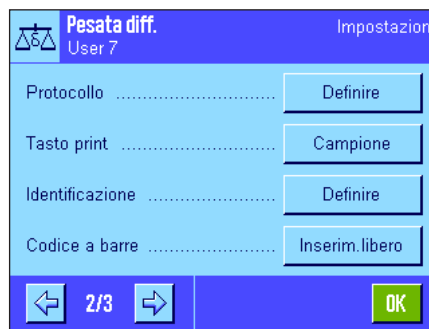 Pesata diff.
Impostazion
User 7
Protocollo ............................ Definire
Tasto print ............................ Campione
Identificazione ...................... Definire
Codice a barre ...................... Inserim.libero
2/3
OK